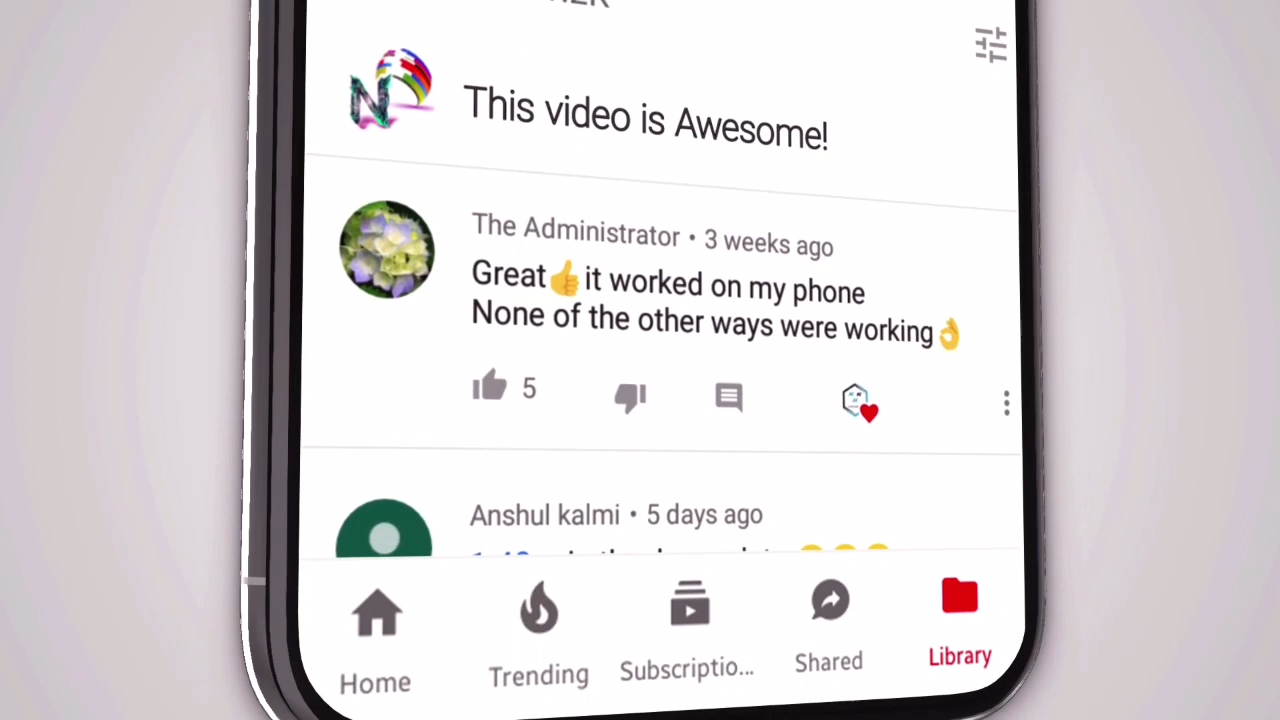 This video is Awesome!
The Administrator • 3 weeks ago
Great👍it worked on my phone
None of the other ways were working👌
5
Anshul kalmi • 5 days ago
Home
Trending
Subscriptio...
Shared
Library